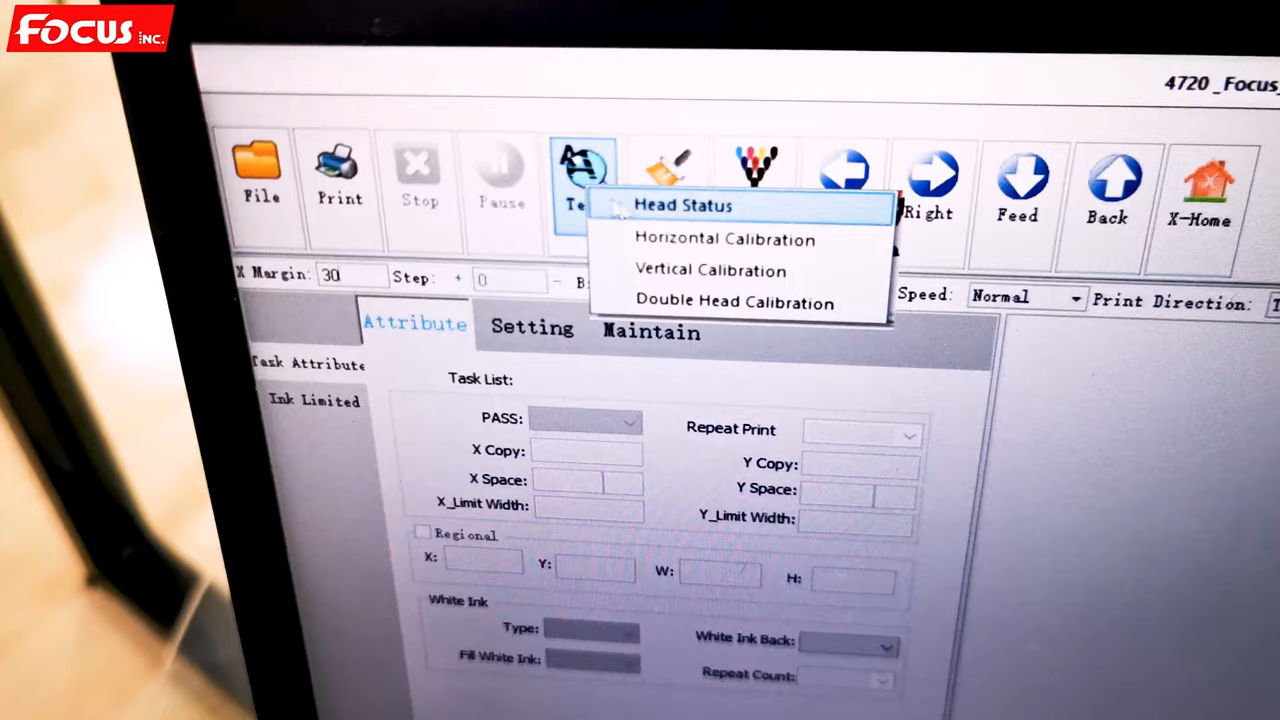 FOCUS INC.
4720 _Focus_
File
Print
Stop
Pause
Te
Right
Feed
Back
X-Home
Head Status
Horizontal Calibration
Vertical Calibration
Double Head Calibration
X Margin: 30
Step: + 0 -
Speed: Normal
Print Direction:
Attribute
Setting
Maintain
Task Attribute
Ink Limited
Task List:
PASS:
Repeat Print
X Copy:
Y Copy:
X Space:
Y Space:
X_Limit Width:
Y_Limit Width:
Regional
X:
Y:
W:
H:
White Ink
Type:
White Ink Back:
Fill White Ink:
Repeat Count: